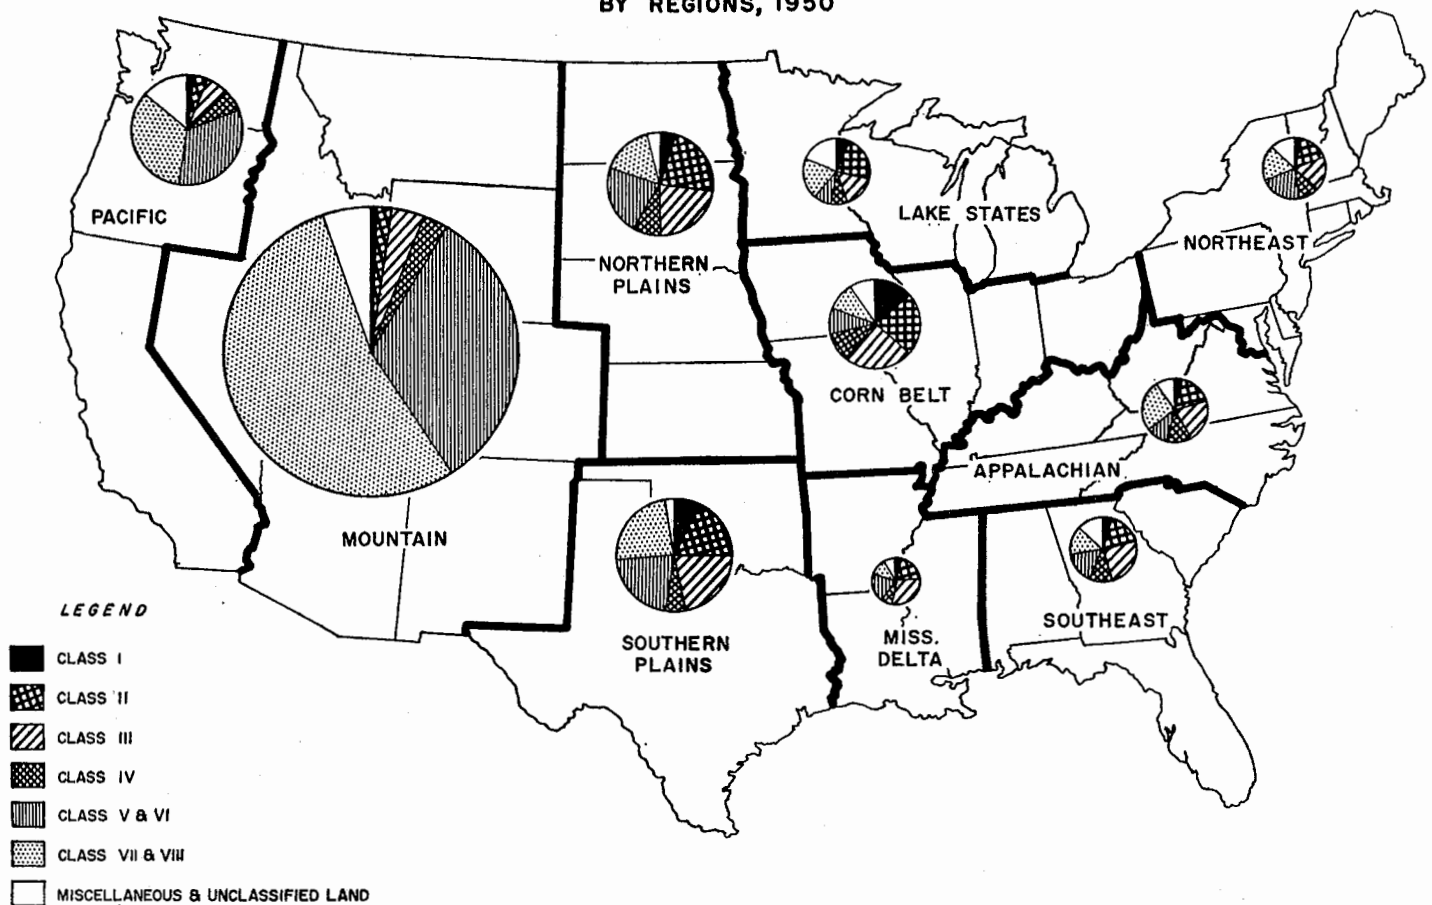 BY REGIONS, 1950
PACIFIC
LAKE STATES
NORTHEAST
NORTHERN
PLAINS
CORN BELT
APPALACHIAN
MOUNTAIN
SOUTHEAST
SOUTHERN
PLAINS
MISS.
DELTA
LEGEND
CLASS I
CLASS II
CLASS III
CLASS IV
CLASS V & VI
CLASS VII & VIII
MISCELLANEOUS & UNCLASSIFIED LAND